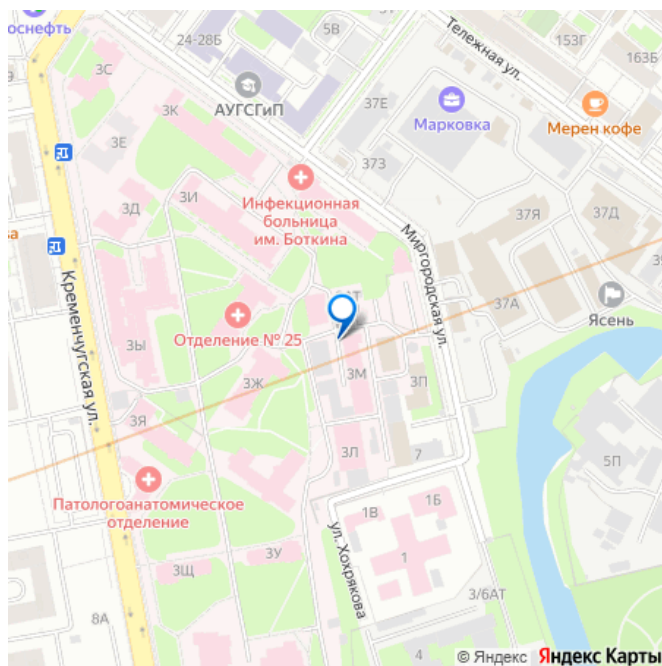 оснефть
24-28Б
5В
Тележная ул.
153Г
163Б
3С
АУГСГиП
3К
37Е
Марковка
Мерен кофе
3Е
373
Инфекционная
больница
им. Боткина
3И
3Д
37Я
37Д
Миргородская ул.
ва
Кременчугская ул.
37А
Ясень
Отделение № 25
3Ы
3Ж
3М
3П
3Я
3Л
7
5П
Патологоанатомическое
отделение
1В
1Б
ул. Хохрякова
3У
1
3Щ
3/6АТ
8А
4
© Яндекс Яндекс Карты